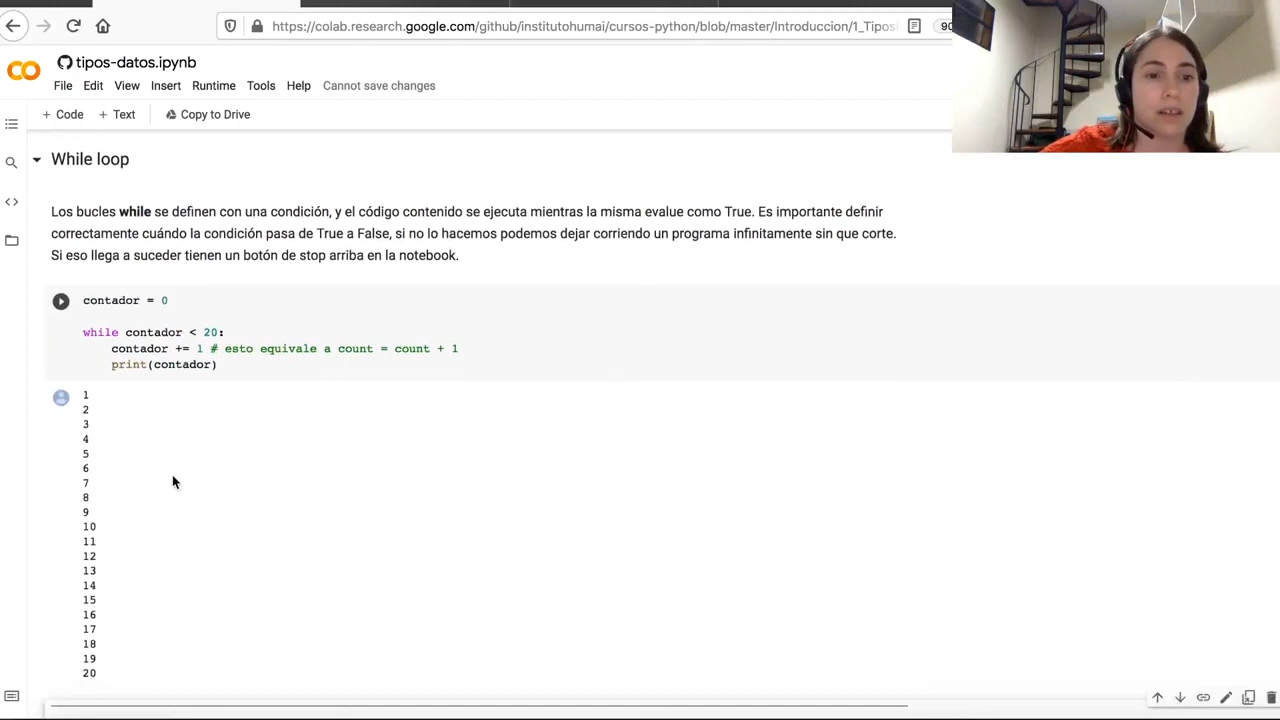 https://colab.research.google.com/github/institutohumai/cursos-python/blob/master/Introduccion/1_Tipos
90
tipos-datos.ipynb
File Edit View Insert Runtime Tools Help Cannot save changes
+ Code + Text Copy to Drive
While loop
Los bucles while se definen con una condición, y el código contenido se ejecuta mientras la misma evalue como True. Es importante definir
correctamente cuándo la condición pasa de True a False, si no lo hacemos podemos dejar corriendo un programa infinitamente sin que corte.
Si eso llega a suceder tienen un botón de stop arriba en la notebook.
contador = 0
while contador < 20:
contador += 1 # esto equivale a count = count + 1
print(contador)
1
2
3
4
5
6
7
8
9
10
11
12
13
14
15
16
17
18
19
20